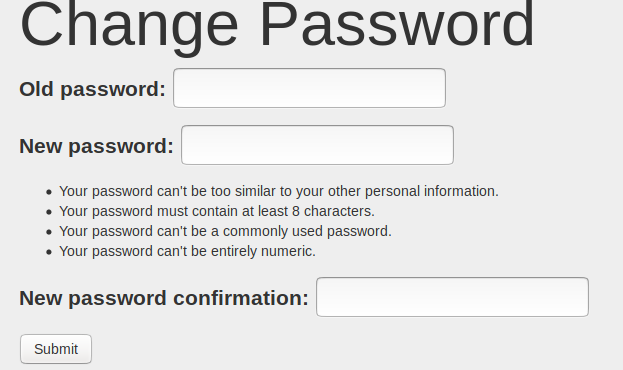 Change Password
Old password:
New password:
Your password can't be too similar to your other personal information.
Your password must contain at least 8 characters.
Your password can't be a commonly used password.
Your password can't be entirely numeric.
New password confirmation:
Submit